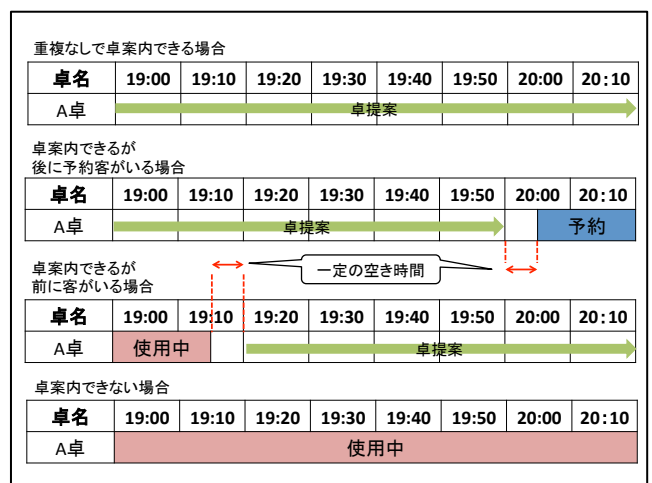 重複なしで卓案内できる場合
卓名 19:00 19:10 19:20 19:30 19:40 19:50 20:00 20:10
A卓 卓提案
卓案内できるが
後に予約客がいる場合
卓名 19:00 19:10 19:20 19:30 19:40 19:50 20:00 20:10
A卓 卓提案 予約
一定の空き時間
卓案内できるが
前に客がいる場合
卓名 19:00 19:10 19:20 19:30 19:40 19:50 20:00 20:10
A卓 使用中 卓提案
卓案内できない場合
卓名 19:00 19:10 19:20 19:30 19:40 19:50 20:00 20:10
A卓 使用中